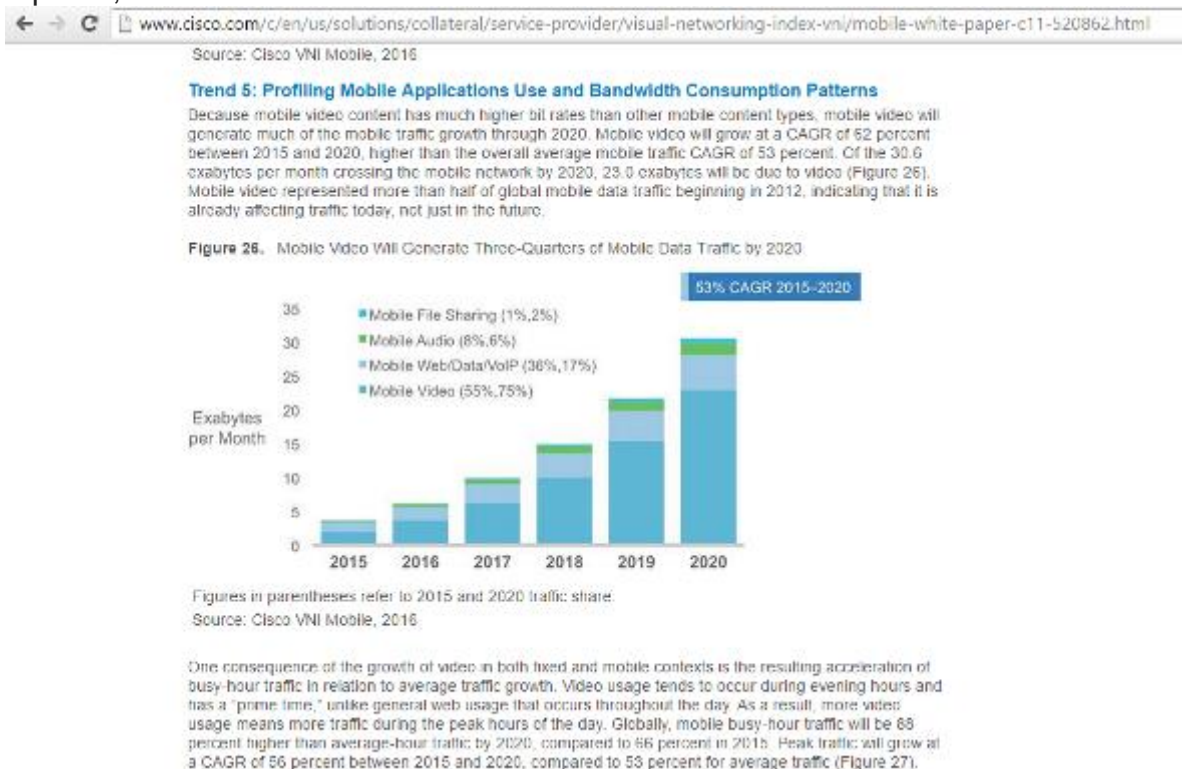 www.cisco.com/c/en/us/solutions/collateral/service-provider/visual-networking-index-vni/mobile-white-paper-c11-520862.html
Source: Cisco VNI Mobile, 2016
Trend 5: Profiling Mobile Applications Use and Bandwidth Consumption Patterns
Because mobile video content has much higher bit rates than other mobile content types, mobile video will
generate much of the mobile traffic growth through 2020. Mobile video will grow at a CAGR of 62 percent
between 2015 and 2020, higher than the overall average mobile traffic CAGR of 53 percent. Of the 30.6
exabytes per month crossing the mobile network by 2020, 23.0 exabytes will be due to video (Figure 26).
Mobile video represented more than half of global mobile data traffic beginning in 2012, indicating that it is
already affecting traffic today, not just in the future.
Figure 26. Mobile Video Will Generate Three-Quarters of Mobile Data Traffic by 2020
53% CAGR 2015–2020
35
Mobile File Sharing (1%,2%)
30
Mobile Audio (8%,6%)
Mobile Web/Data/VoIP (36%,17%)
25
Mobile Video (55%,75%)
20
Exabytes
per Month
15
10
5
0
2015 2016 2017 2018 2019 2020
Figures in parentheses refer to 2015 and 2020 traffic share.
Source: Cisco VNI Mobile, 2016
One consequence of the growth of video in both fixed and mobile contexts is the resulting acceleration of
busy-hour traffic in relation to average traffic growth. Video usage tends to occur during evening hours and
has a "prime time," unlike general web usage that occurs throughout the day. As a result, more video
usage means more traffic during the peak hours of the day. Globally, mobile busy-hour traffic will be 88
percent higher than average-hour traffic by 2020, compared to 66 percent in 2015. Peak traffic will grow at
a CAGR of 56 percent between 2015 and 2020, compared to 53 percent for average traffic (Figure 27).